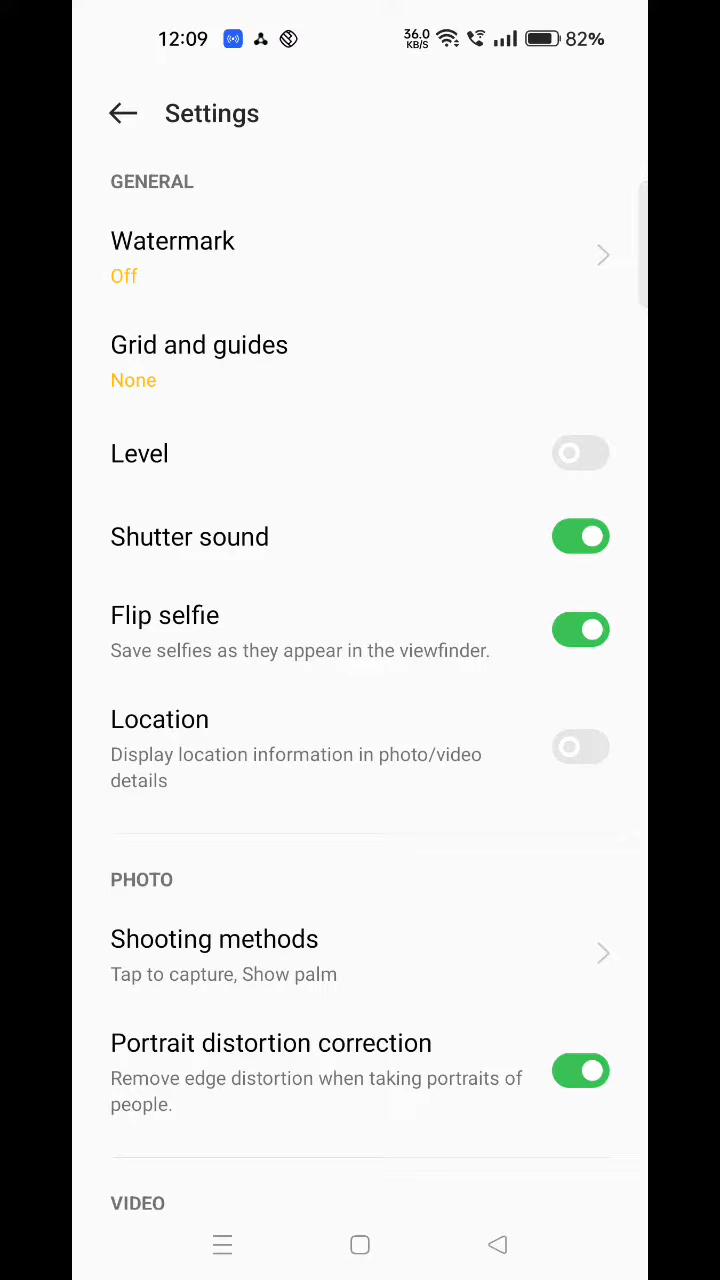 12:09
36.0 KB/S
82%
Settings
GENERAL
Watermark
Off
Grid and guides
None
Level
Shutter sound
Flip selfie
Save selfies as they appear in the viewfinder.
Location
Display location information in photo/video
details
PHOTO
Shooting methods
Tap to capture, Show palm
Portrait distortion correction
Remove edge distortion when taking portraits of
people.
VIDEO